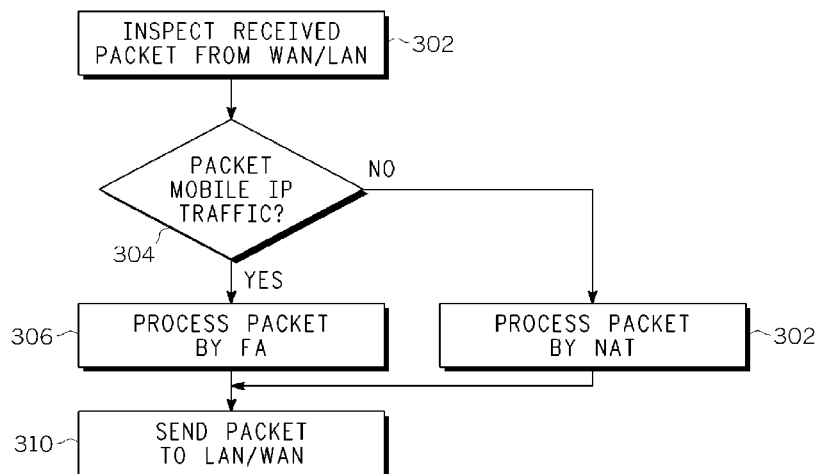 INSPECT RECEIVED
PACKET FROM WAN/LAN
302
PACKET
MOBILE IP
TRAFFIC?
NO
304
YES
PROCESS PACKET
BY FA
306
PROCESS PACKET
BY NAT
302
SEND PACKET
TO LAN/WAN
310